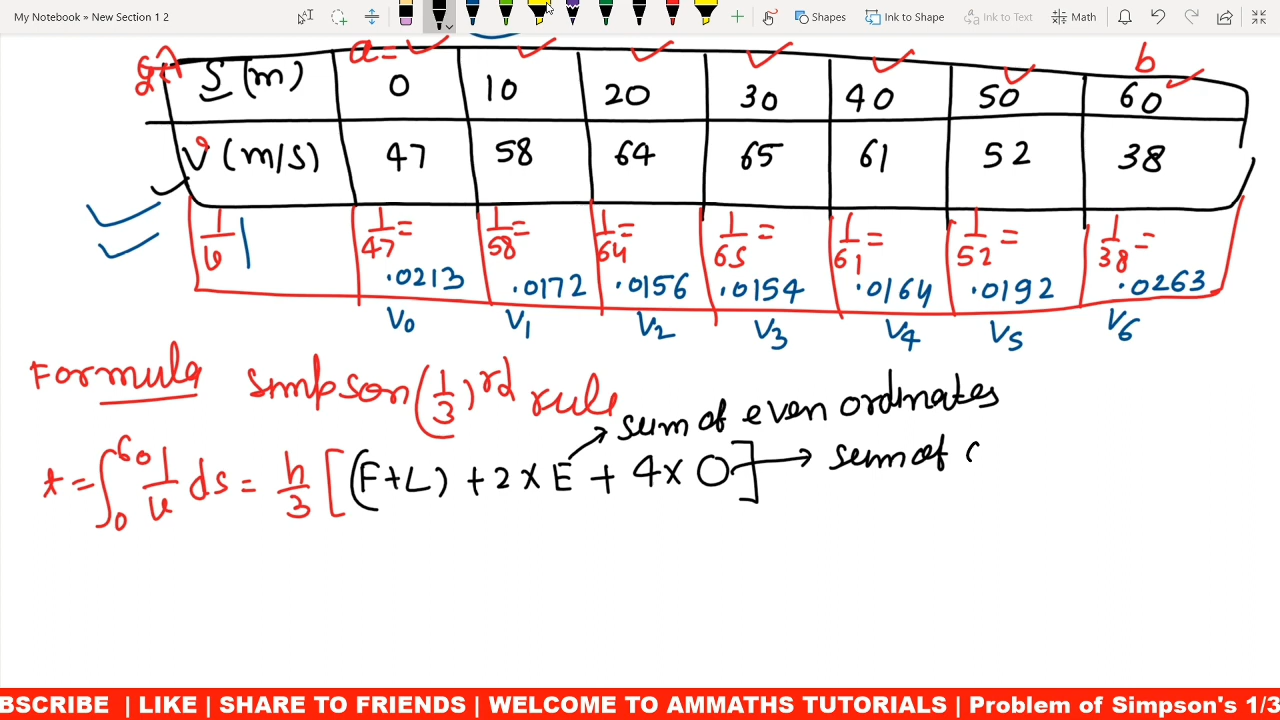 My Notebook » New Section 1 2
Shapes Ink to Shape Ink to Text Math
a= b
S (m) 0 10 20 30 40 50 60
v (m/s) 47 58 64 65 61 52 38
1/v 1/47 = 1/58 = 1/64 = 1/65 = 1/61 = 1/52 = 1/38 =
.0213 .0172 .0156 .0154 .0164 .0192 .0263
V0 V1 V2 V3 V4 V5 V6
Formula Simpson (1/3)rd rule
sum of even ordinates
t = ∫₀⁶⁰ 1/v ds = h/3 [(F+L) + 2×E + 4×O] → sum of
BSCRIBE | LIKE | SHARE TO FRIENDS | WELCOME TO AMMATHS TUTORIALS | Problem of Simpson's 1/3